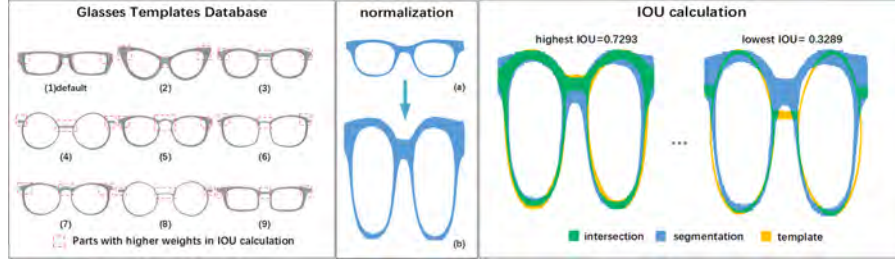 Glasses Templates Database
(1)default
(2)
(3)
(4)
(5)
(6)
(7)
(8)
(9)
Parts with higher weights in IOU calculation
normalization
(a)
(b)
IOU calculation
highest IOU=0.7293
lowest IOU= 0.3289
...
intersection
segmentation
template